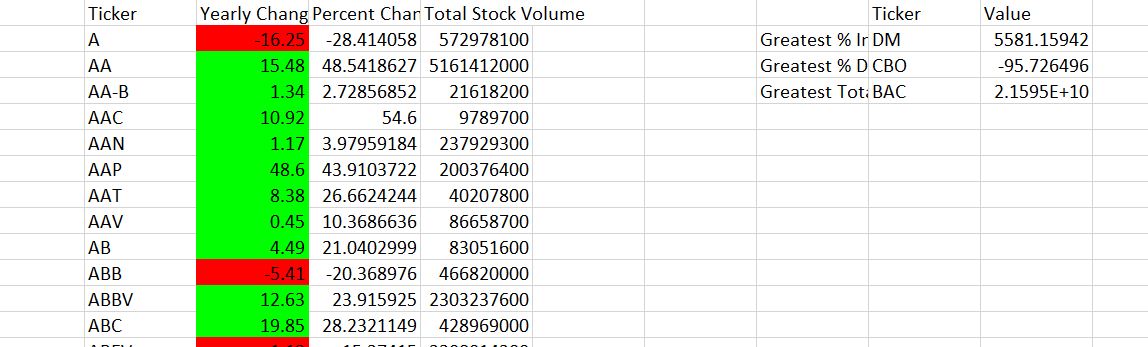 Ticker Yearly Chang Percent Char Total Stock Volume Ticker Value
A -16.25 -28.414058 572978100 Greatest % Ir DM 5581.15942
AA 15.48 48.5418627 5161412000 Greatest % D CBO -95.726496
AA-B 1.34 2.72856852 21618200 Greatest Tota BAC 2.1595E+10
AAC 10.92 54.6 9789700
AAN 1.17 3.97959184 237929300
AAP 48.6 43.9103722 200376400
AAT 8.38 26.6624244 40207800
AAV 0.45 10.3686636 86658700
AB 4.49 21.0402999 83051600
ABB -5.41 -20.368976 466820000
ABBV 12.63 23.915925 2303237600
ABC 19.85 28.2321149 428969000